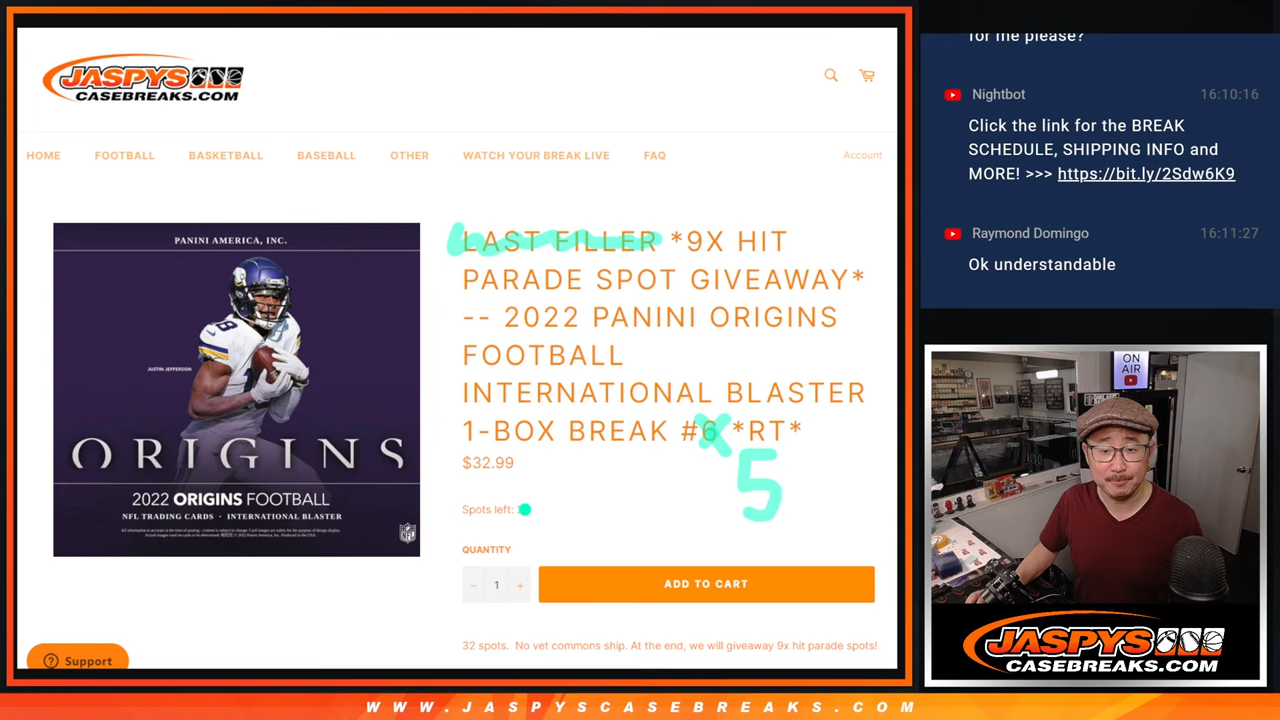 JASPYS
CASEBREAKS.COM
HOME FOOTBALL BASKETBALL BASEBALL OTHER WATCH YOUR BREAK LIVE FAQ Account
PANINI AMERICA, INC.
JUSTIN JEFFERSON
ORIGINS
2022 ORIGINS FOOTBALL
NFL TRADING CARDS · INTERNATIONAL BLASTER
LAST FILLER *9X HIT
PARADE SPOT GIVEAWAY*
-- 2022 PANINI ORIGINS
FOOTBALL
INTERNATIONAL BLASTER
1-BOX BREAK #6 *RT*
5
$32.99
Spots left:
QUANTITY
− 1 +
ADD TO CART
32 spots. No vet commons ship. At the end, we will giveaway 9x hit parade spots!
Support
for me please?
Nightbot 16:10:16
Click the link for the BREAK
SCHEDULE, SHIPPING INFO and
MORE! >>> https://bit.ly/2Sdw6K9
Raymond Domingo 16:11:27
Ok understandable
ON
AIR
JASPYS
CASEBREAKS.COM
WWW.JASPYSCASEBREAKS.COM